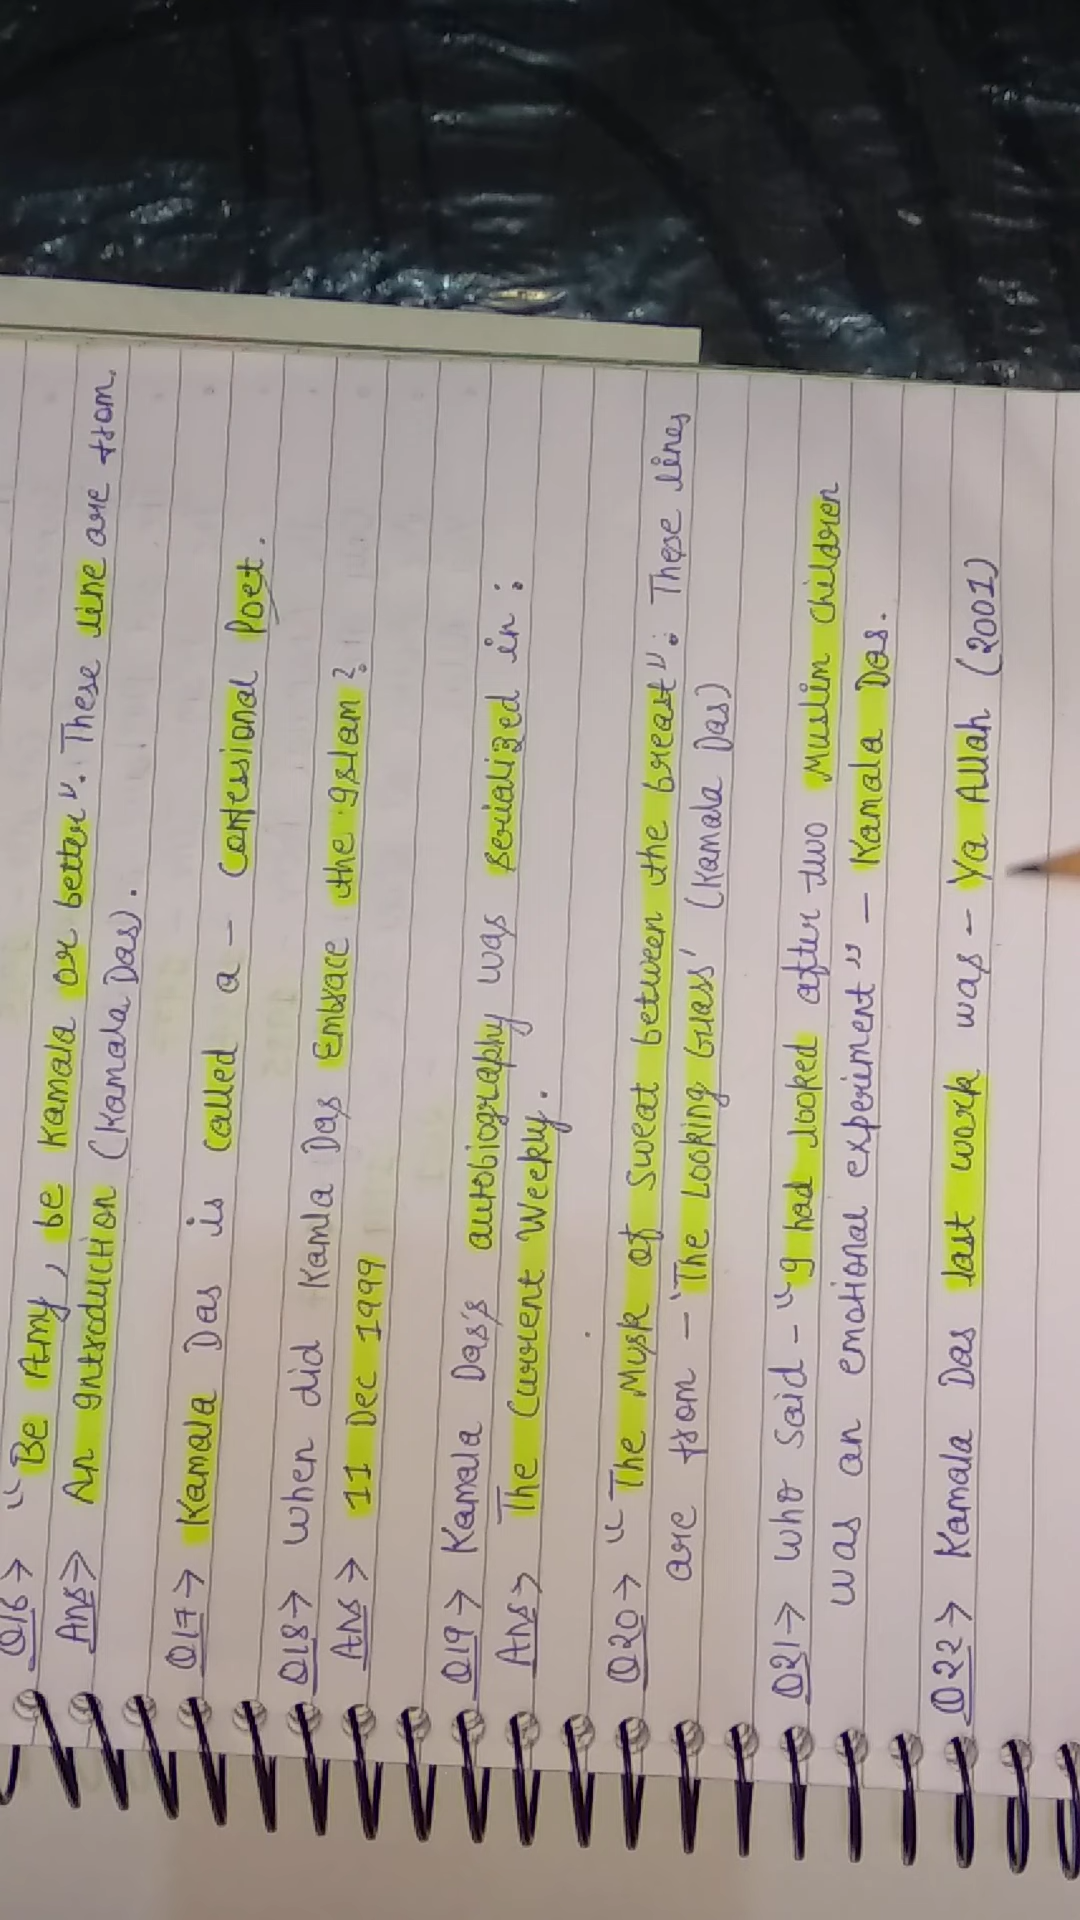 Q16→ "Be Amy, be Kamala or better". These line are from.
Ans→ An Introduction (Kamala Das).
Q17→ Kamala Das is called a - Confessional Poet.
Q18→ When did Kamla Das Embrace the Islam?
Ans→ 11 Dec 1999
Q19→ Kamala Das's autobiography was serialized in :
Ans→ The Current Weekly.
Q20→ "The Musk of sweat between the breast": These lines
are from - 'The Looking Glass' (Kamala Das)
Q21→ Who said - "I had looked after two Muslim children
was an emotional experiment" - Kamala Das.
Q22→ Kamala Das last work was - Ya Allah (2001)